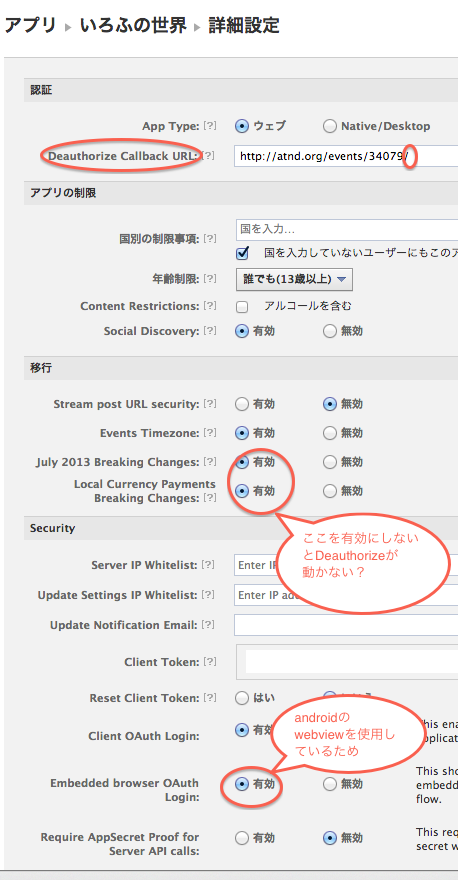 アプリ ▸ いろふの世界 ▸ 詳細設定
認証
App Type: [?] ウェブ Native/Desktop
Deauthorize Callback URL: [?] http://atnd.org/events/34079/
アプリの制限
国別の制限事項: [?] 国を入力...
国を入力していないユーザーにもこのア
年齢制限: [?] 誰でも(13歳以上)
Content Restrictions: [?] アルコールを含む
Social Discovery: [?] 有効 無効
移行
Stream post URL security: [?] 有効 無効
Events Timezone: [?] 有効 無効
July 2013 Breaking Changes: [?] 有効 無効
Local Currency Payments
Breaking Changes: [?] 有効 無効
ここを有効にしない
とDeauthorizeが
動かない？
Security
Server IP Whitelist: [?] Enter IP
Update Settings IP Whitelist: [?] Enter IP add
Update Notification Email: [?]
Client Token: [?]
Reset Client Token: [?] はい
androidの
webviewを使用し
ているため
Client OAuth Login: 有効 This ena
applicat
Embedded browser OAuth
Login: [?] 有効 無効
This sho
embedd
flow.
Require AppSecret Proof for
Server API calls: 有効 無効
This req
secret w